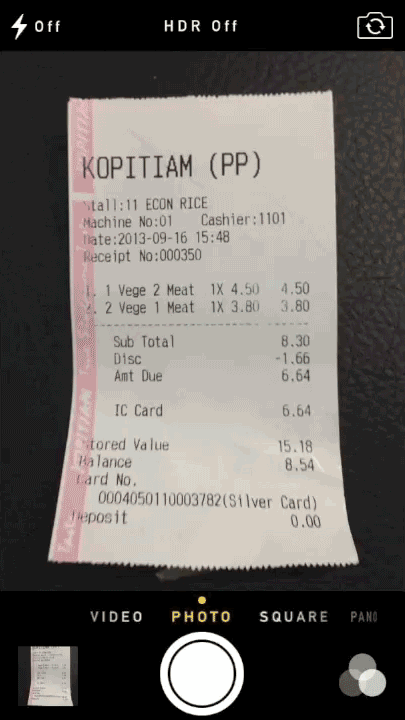 Off
HDR Off
KOPITIAM (PP)
Stall:11 ECON RICE
Machine No:01 Cashier:1101
Date:2013-09-16 15:48
Receipt No:000350
1. 1 Vege 2 Meat 1X 4.50 4.50
2. 2 Vege 1 Meat 1X 3.80 3.80
Sub Total 8.30
Disc -1.66
Amt Due 6.64
IC Card 6.64
Stored Value 15.18
Balance 8.54
Card No.
0004050110003782(Silver Card)
Deposit 0.00
VIDEO PHOTO SQUARE PANO